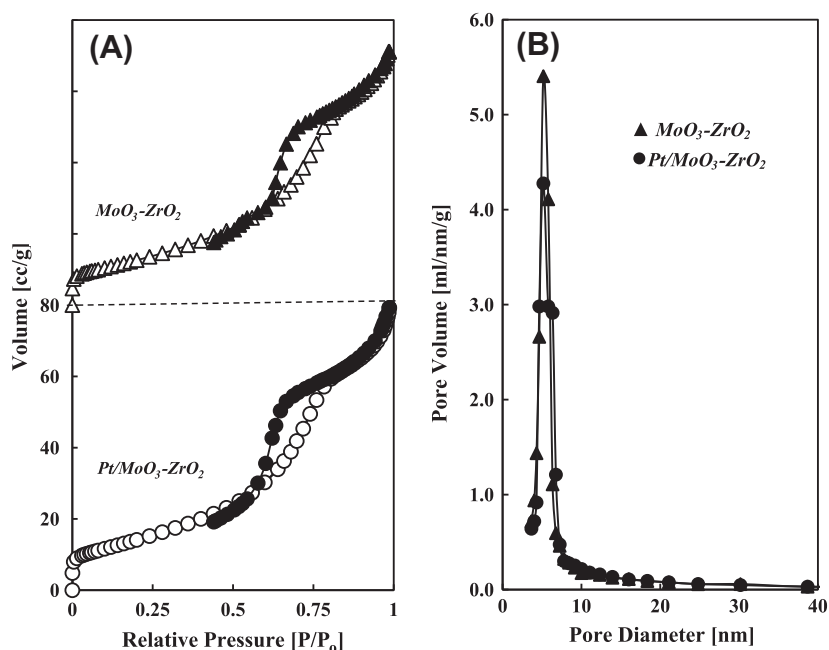 (A)
MoO₃-ZrO₂
Pt/MoO₃-ZrO₂
Volume [cc/g]
80
60
40
20
0
0
0.25
0.5
0.75
1
Relative Pressure [P/Pₒ]
(B)
MoO₃-ZrO₂
Pt/MoO₃-ZrO₂
Pore Volume [ml/nm/g]
6.0
5.0
4.0
3.0
2.0
1.0
0.0
0
10
20
30
40
Pore Diameter [nm]